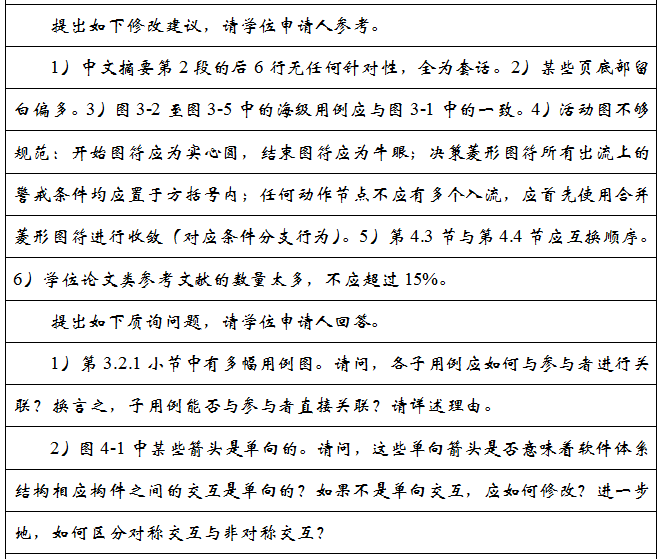 提出如下修改建议，请学位申请人参考。
1）中文摘要第 2 段的后 6 行无任何针对性，全为套话。2）某些页底部留
白偏多。3）图 3-2 至图 3-5 中的海级用例应与图 3-1 中的一致。4）活动图不够
规范：开始图符应为实心圆，结束图符应为牛眼；决策菱形图符所有出流上的
警戒条件均应置于方括号内；任何动作节点不应有多个入流，应首先使用合并
菱形图符进行收敛（对应条件分支行为）。5）第 4.3 节与第 4.4 节应互换顺序。
6）学位论文类参考文献的数量太多，不应超过 15%。
提出如下质询问题，请学位申请人回答。
1）第 3.2.1 小节中有多幅用例图。请问，各子用例应如何与参与者进行关
联？换言之，子用例能否与参与者直接关联？请详述理由。
2）图 4-1 中某些箭头是单向的。请问，这些单向箭头是否意味着软件体系
结构相应构件之间的交互是单向的？如果不是单向交互，应如何修改？进一步
地，如何区分对称交互与非对称交互？